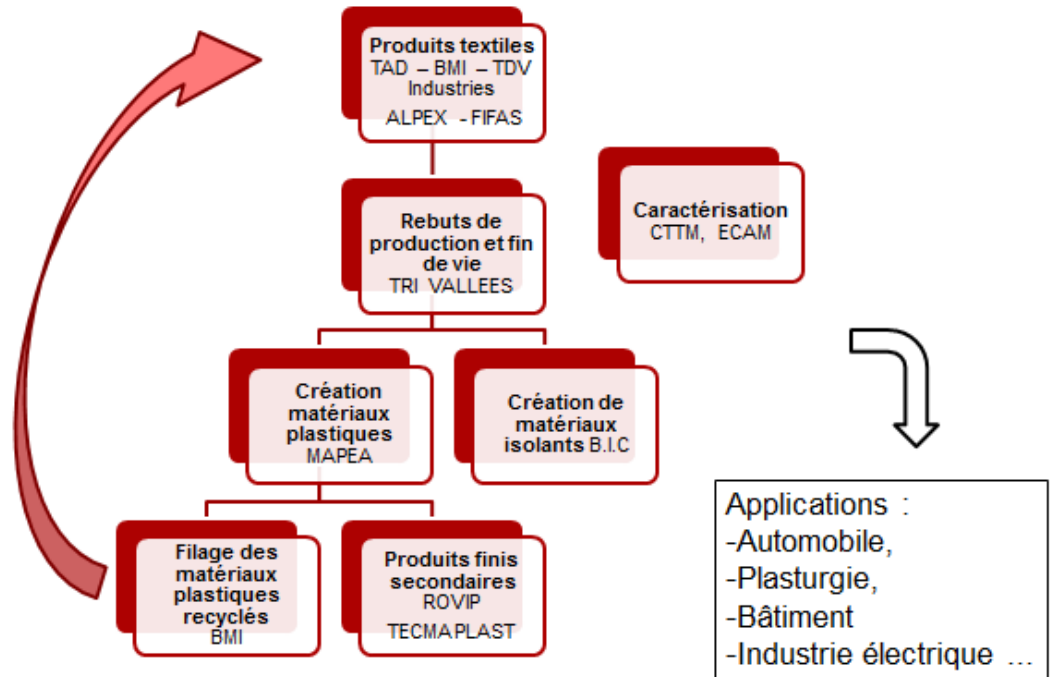 Produits textiles
TAD – BMI – TDV
Industries
ALPEX - FIFAS
Rebuts de
production et fin
de vie
TRI VALLEES
Caractérisation
CTTM, ECAM
Création
matériaux
plastiques
MAPEA
Création de
matériaux
isolants B.I.C
Filage des
matériaux
plastiques
recyclés
BMI
Produits finis
secondaires
ROVIP
TECMAPLAST
Applications :
-Automobile,
-Plasturgie,
-Bâtiment
-Industrie électrique ...